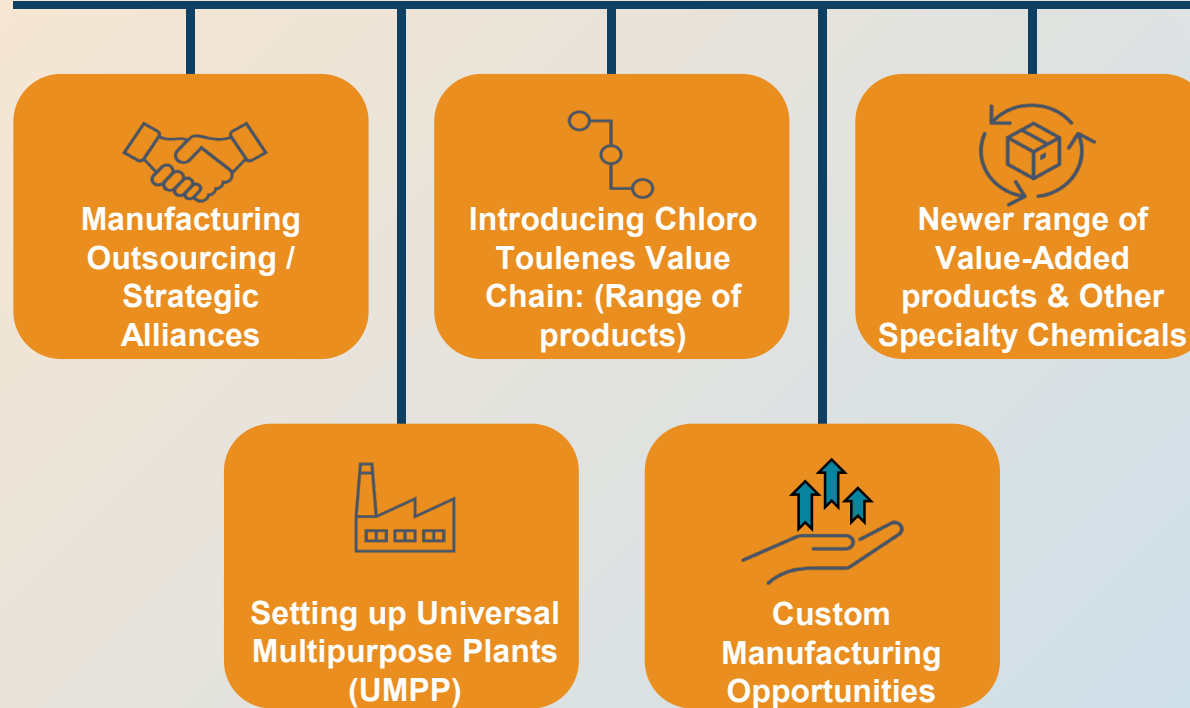 Manufacturing
Outsourcing /
Strategic
Alliances
Introducing Chloro
Toulenes Value
Chain: (Range of
products)
Newer range of
Value-Added
products & Other
Specialty Chemicals
Setting up Universal
Multipurpose Plants
(UMPP)
Custom
Manufacturing
Opportunities